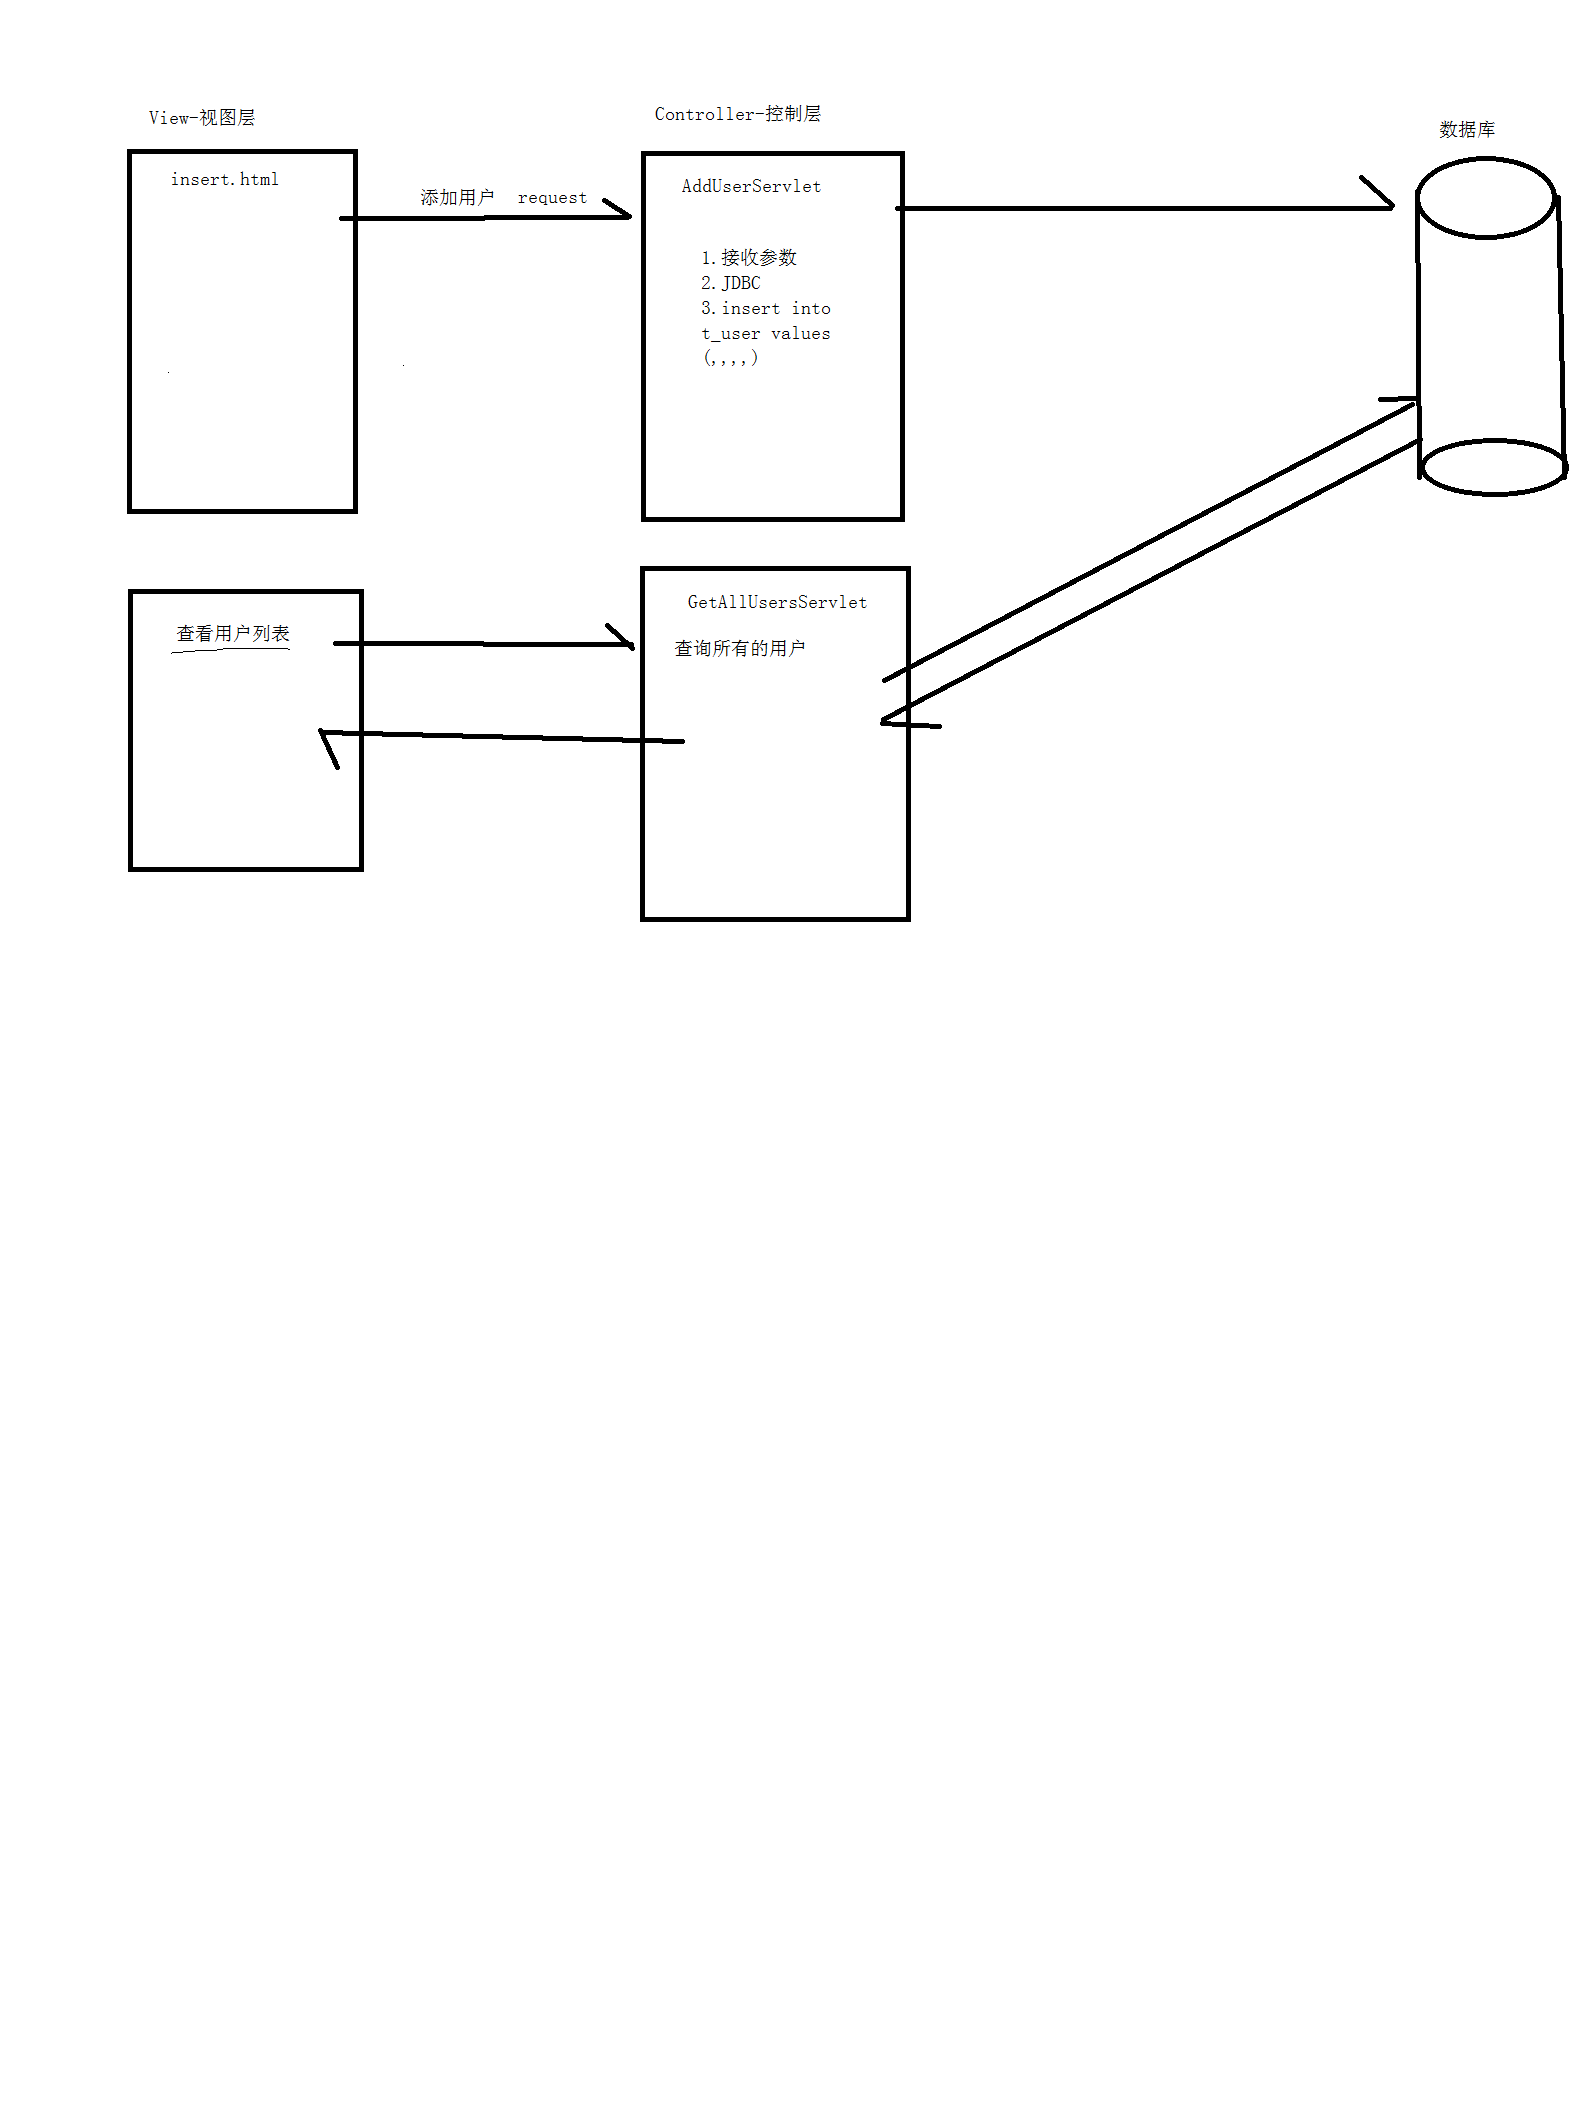 View-视图层
Controller-控制层
数据库
insert.html
添加用户  request
AddUserServlet
1.接收参数
2.JDBC
3.insert into
t_user values
(,,,,)
查看用户列表
GetAllUsersServlet
查询所有的用户